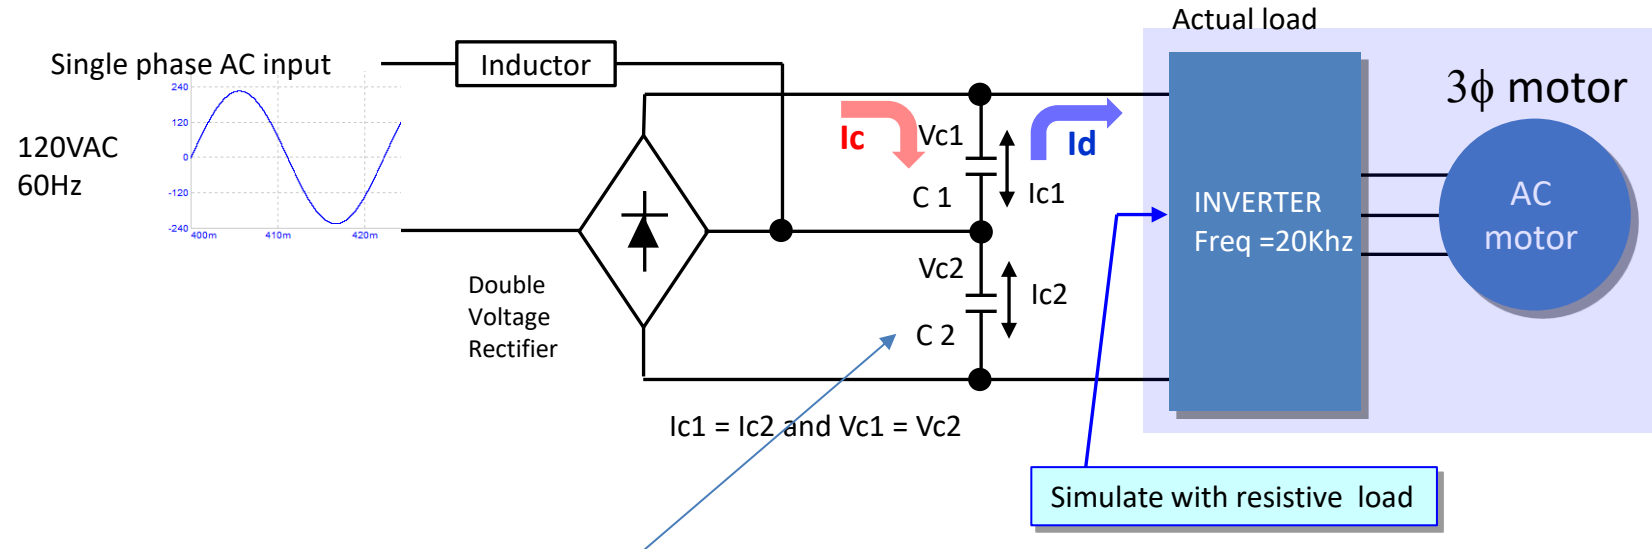 Actual load
Single phase AC input
Inductor
240
120
0
-120
-240
400m
410m
420m
120VAC
60Hz
3ϕ motor
Ic
Vc1
Id
C 1
Ic1
INVERTER
Freq =20Khz
AC
motor
Double
Voltage
Rectifier
Vc2
Ic2
C 2
Ic1 = Ic2 and Vc1 = Vc2
Simulate with resistive  load